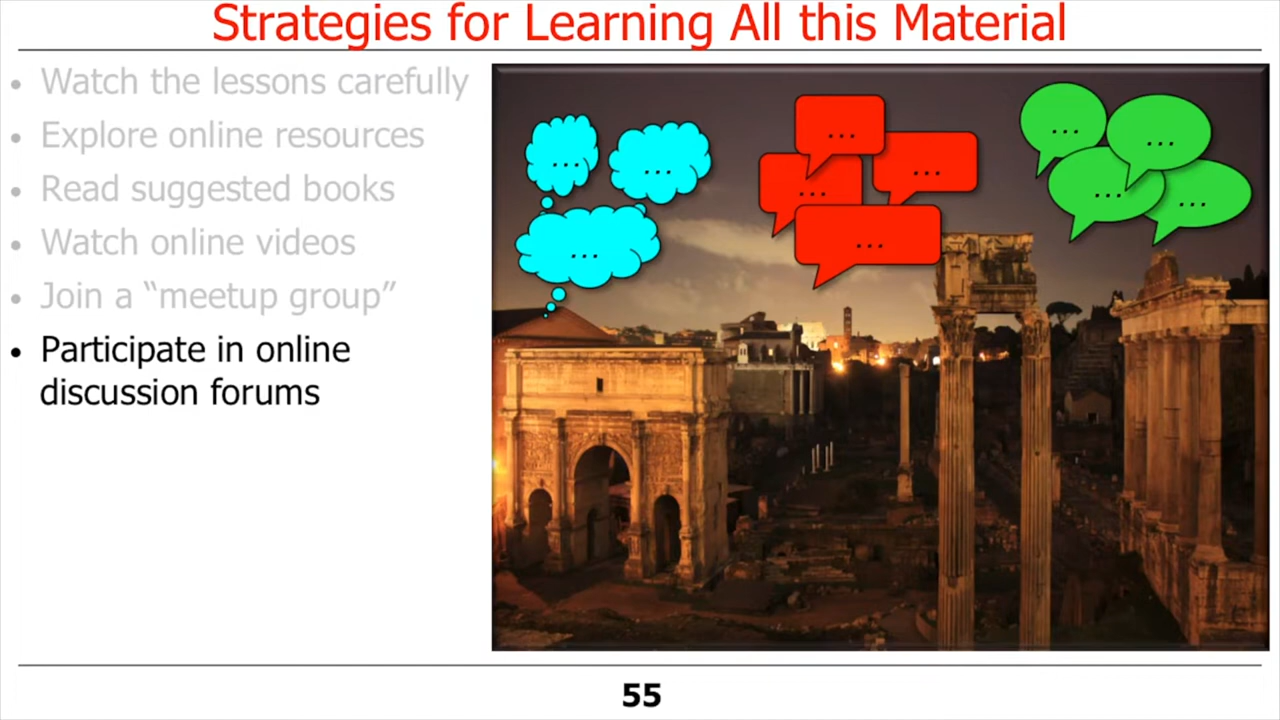 Strategies for Learning All this Material
• Watch the lessons carefully
• Explore online resources
• Read suggested books
• Watch online videos
• Join a “meetup group”
• Participate in online
discussion forums
...
...
...
...
...
...
...
...
...
...
...
55